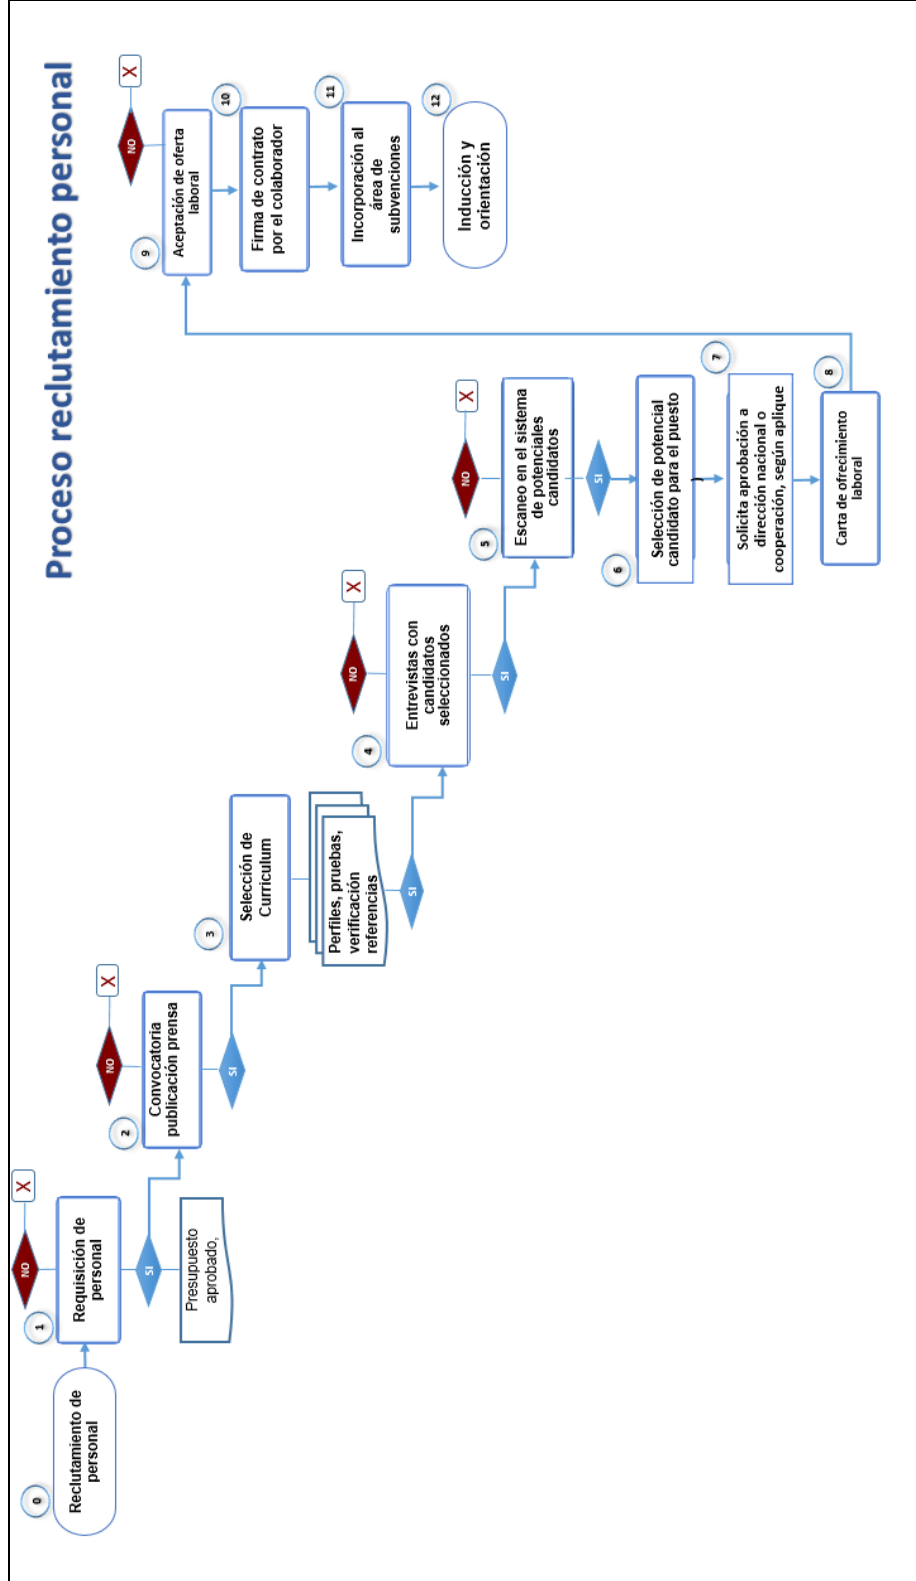 Proceso reclutamiento personal
0
Reclutamiento de
personal
1
Requisición de
personal
NO
X
SI
Presupuesto
aprobado,
2
Convocatoria
publicación prensa
NO
X
SI
3
Selección de
Curriculum
Perfiles, pruebas,
verificación
referencias
SI
4
Entrevistas con
candidatos
seleccionados
NO
X
SI
5
Escaneo en el sistema
de potenciales
candidatos
NO
X
SI
6
Selección de potencial
candidato para el puesto
)
7
Solicita aprobación a
dirección nacional o
cooperación, según aplique
8
Carta de ofrecimiento
laboral
9
Aceptación de oferta
laboral
NO
X
10
Firma de contrato
por el colaborador
11
Incorporación al
área de
subvenciones
12
Inducción y
orientación